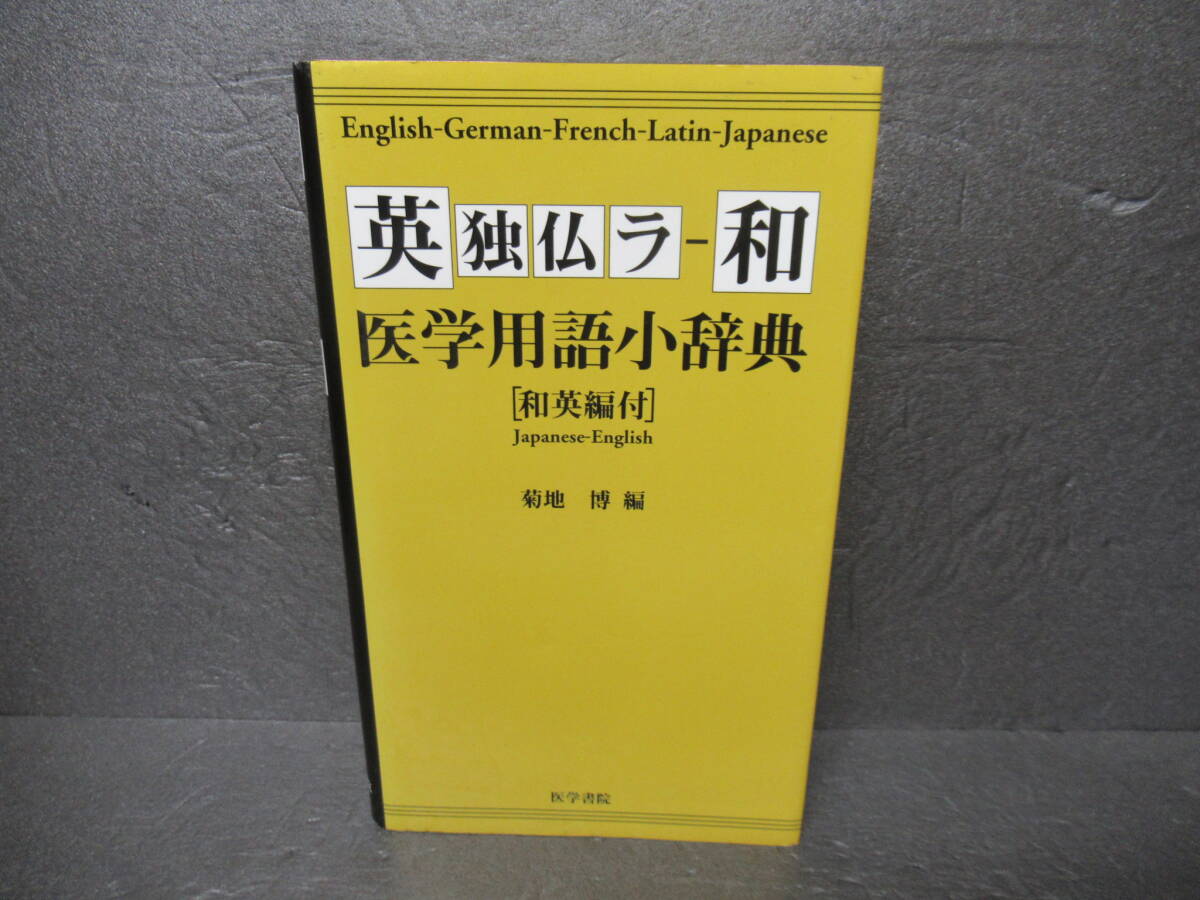 English-German-French-Latin-Japanese
英独仏ラ-和
医学用語小辞典
[和英編付]
Japanese-English
菊地 博 編
医学書院